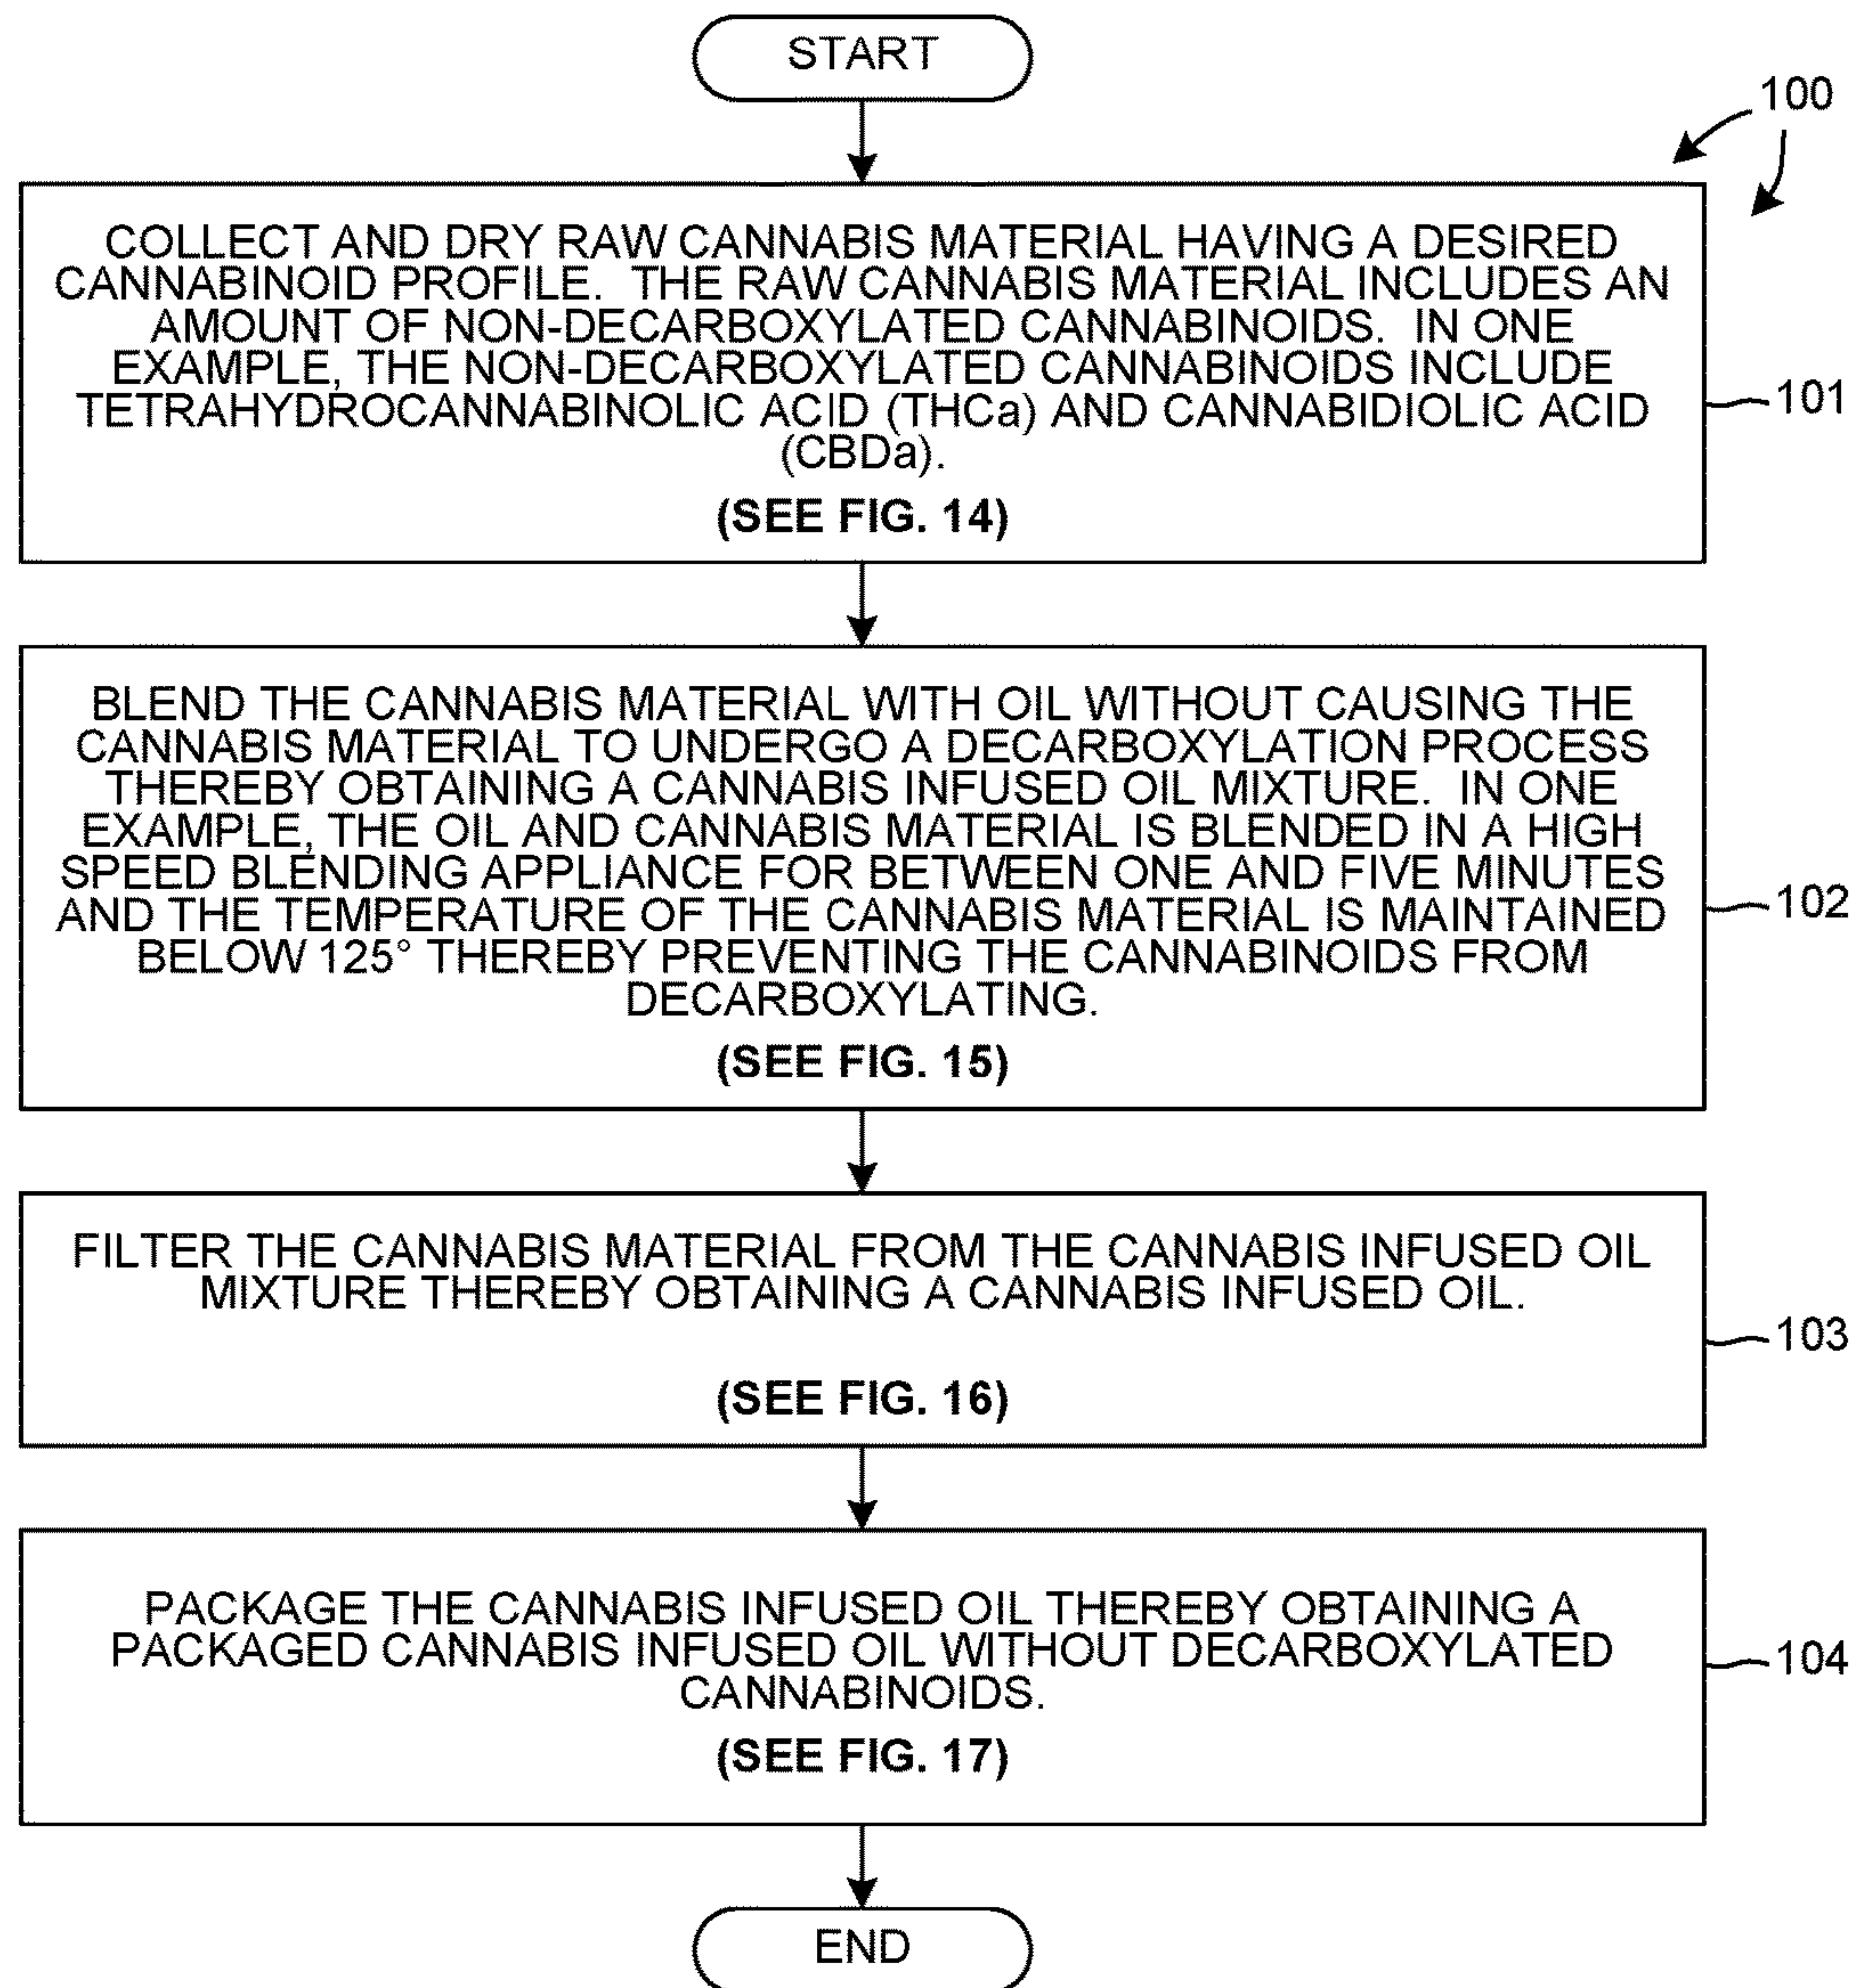 START
100
COLLECT AND DRY RAW CANNABIS MATERIAL HAVING A DESIRED
CANNABINOID PROFILE. THE RAW CANNABIS MATERIAL INCLUDES AN
AMOUNT OF NON-DECARBOXYLATED CANNABINOIDS. IN ONE
EXAMPLE, THE NON-DECARBOXYLATED CANNABINOIDS INCLUDE
TETRAHYDROCANNABINOLIC ACID (THCa) AND CANNABIDIOLIC ACID
(CBDa).
(SEE FIG. 14)
101
BLEND THE CANNABIS MATERIAL WITH OIL WITHOUT CAUSING THE
CANNABIS MATERIAL TO UNDERGO A DECARBOXYLATION PROCESS
THEREBY OBTAINING A CANNABIS INFUSED OIL MIXTURE. IN ONE
EXAMPLE, THE OIL AND CANNABIS MATERIAL IS BLENDED IN A HIGH
SPEED BLENDING APPLIANCE FOR BETWEEN ONE AND FIVE MINUTES
AND THE TEMPERATURE OF THE CANNABIS MATERIAL IS MAINTAINED
BELOW 125° THEREBY PREVENTING THE CANNABINOIDS FROM
DECARBOXYLATING.
(SEE FIG. 15)
102
FILTER THE CANNABIS MATERIAL FROM THE CANNABIS INFUSED OIL
MIXTURE THEREBY OBTAINING A CANNABIS INFUSED OIL.
(SEE FIG. 16)
103
PACKAGE THE CANNABIS INFUSED OIL THEREBY OBTAINING A
PACKAGED CANNABIS INFUSED OIL WITHOUT DECARBOXYLATED
CANNABINOIDS.
(SEE FIG. 17)
104
END